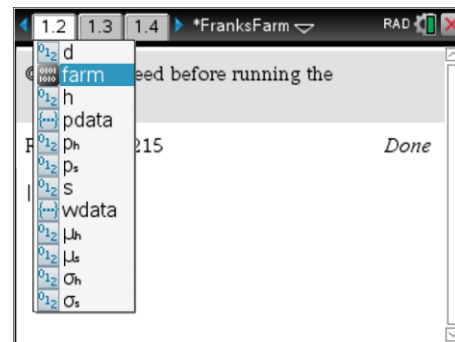 1.2 1.3 1.4 *FranksFarm RAD
d
farm
eed before running the
h
pdata
215 Done
pₕ
pₛ
s
wdata
μₕ
μₛ
σₕ
σₛ